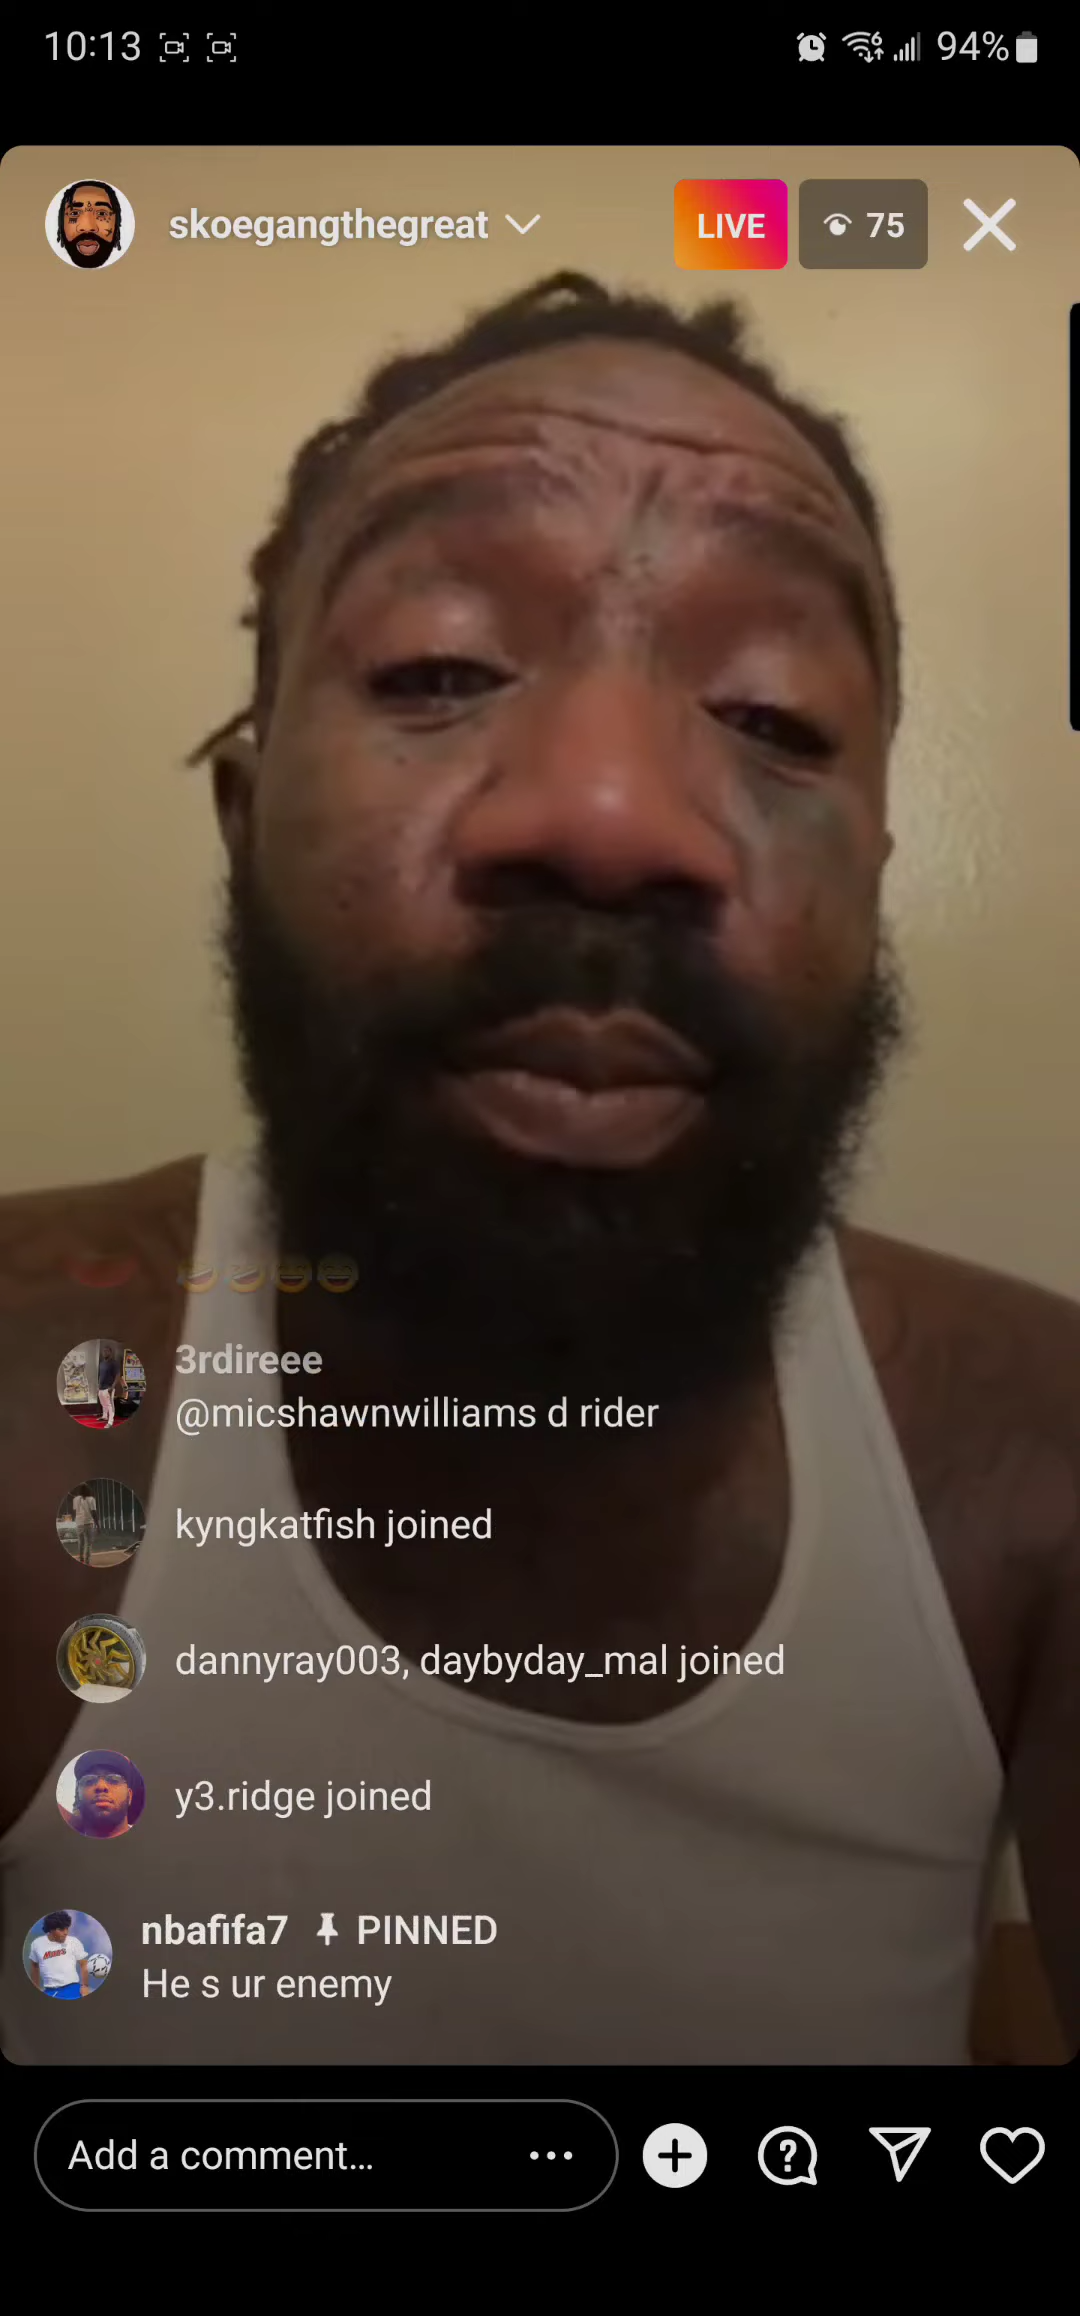 10:13
6
94%
skoegangthegreat
LIVE
75
3rdireee
@micshawnwilliams d rider
kyngkatfish joined
dannyray003, daybyday_mal joined
y3.ridge joined
nbafifa7 PINNED
He s ur enemy
Add a comment...